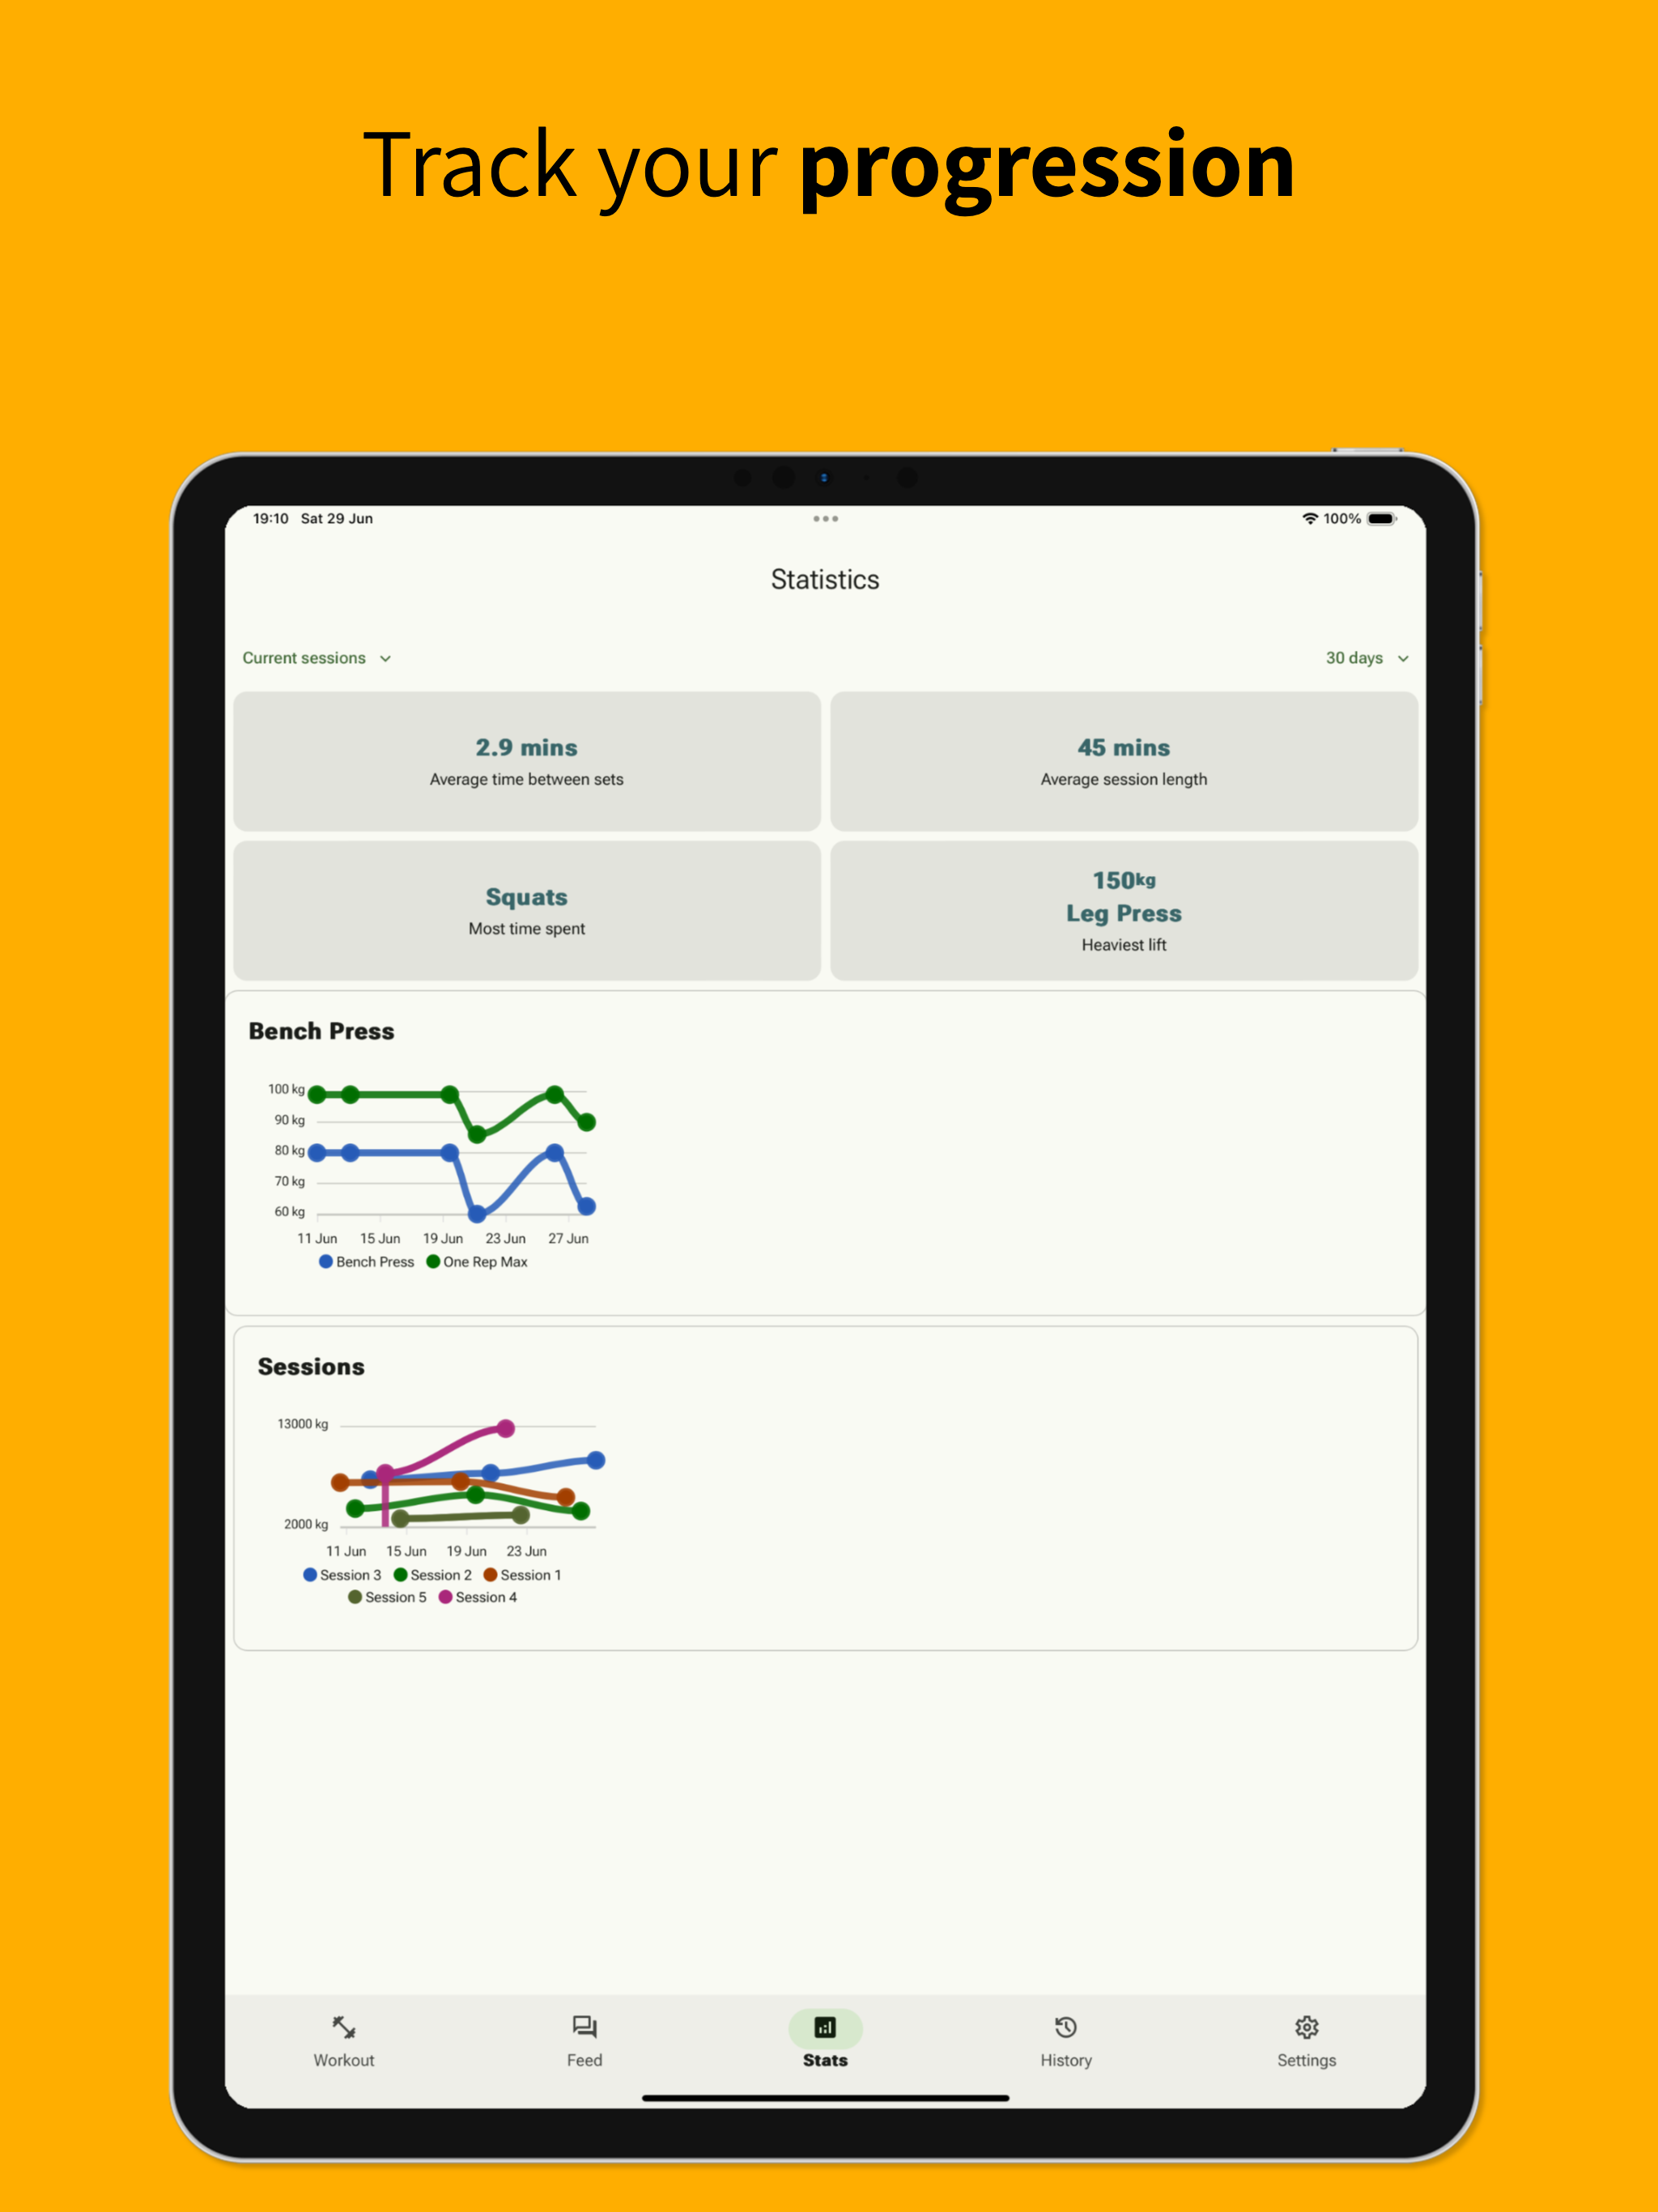 Track your progression
19:10 Sat 29 Jun
100%
Statistics
Current sessions
30 days
2.9 mins
Average time between sets
45 mins
Average session length
Squats
Most time spent
150kg
Leg Press
Heaviest lift
Bench Press
100 kg
90 kg
80 kg
70 kg
60 kg
11 Jun 15 Jun 19 Jun 23 Jun 27 Jun
Bench Press One Rep Max
Sessions
13000 kg
2000 kg
11 Jun 15 Jun 19 Jun 23 Jun
Session 3 Session 2 Session 1
Session 5 Session 4
Workout Feed Stats History Settings